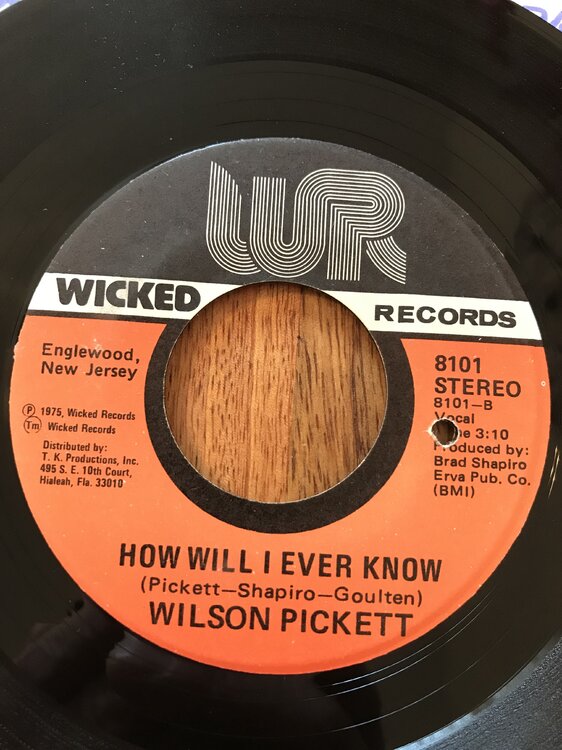 WR
WICKED RECORDS
Englewood,
New Jersey
℗ 1975, Wicked Records
Tm Wicked Records
Distributed by:
T. K. Productions, Inc.
495 S. E. 10th Court,
Hialeah, Fla. 33010
8101
STEREO
8101—B
Vocal
3:10
Produced by:
Brad Shapiro
Erva Pub. Co.
(BMI)
HOW WILL I EVER KNOW
(Pickett—Shapiro—Goulten)
WILSON PICKETT